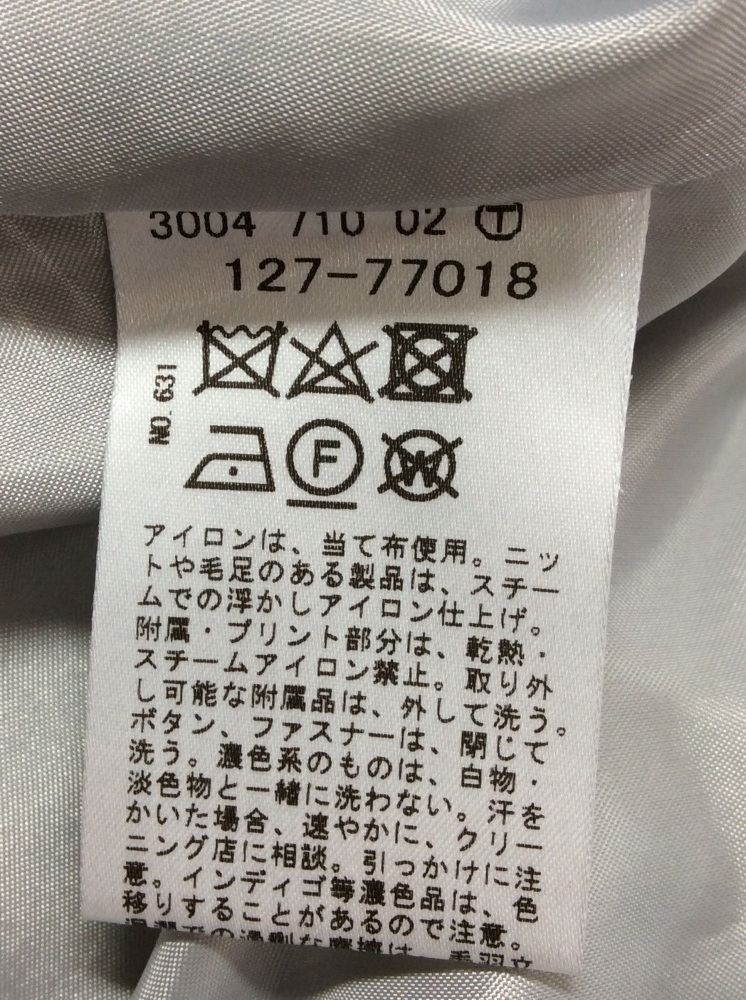 3004 710 02 Ⓣ
127-77018
NO. 631
F
W
アイロンは、当て布使用。ニッ
トや毛足のある製品は、スチー
ムでの浮かしアイロン仕上げ。
附属・プリント部分は、乾熱・
スチームアイロン禁止。取り外
し可能な附属品は、外して洗う。
ボタン、ファスナーは、閉じて
洗う。濃色系のものは、白物・
淡色物と一緒に洗わない。汗を
かいた場合、速やかに、クリー
ニング店に相談。引っかけに注
意。インディゴ等濃色品は、色
移りすることがあるので注意。